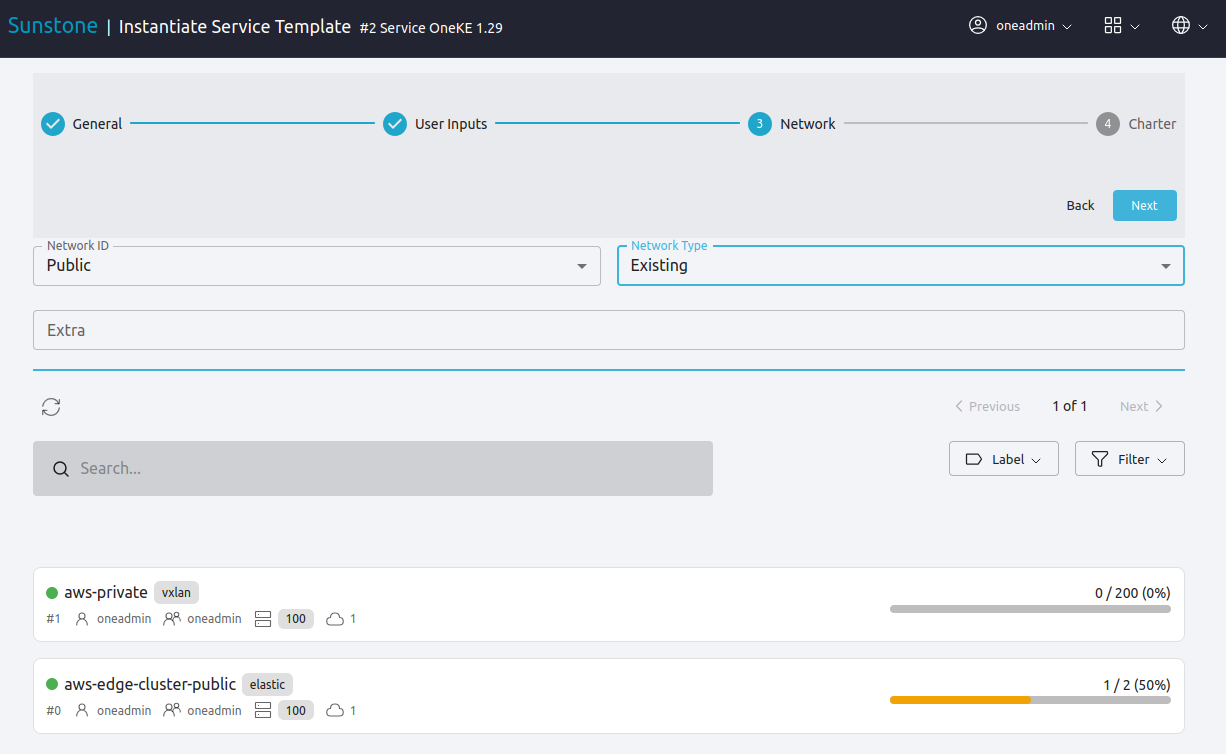 Sunstone | Instantiate Service Template #2 Service OneKE 1.29 oneadmin
General User Inputs 3 Network 4 Charter
Back Next
Network ID Network Type
Public Existing
Extra
Previous 1 of 1 Next
Search... Label Filter
aws-private vxlan 0 / 200 (0%)
#1 oneadmin oneadmin 100 1
aws-edge-cluster-public elastic 1 / 2 (50%)
#0 oneadmin oneadmin 100 1